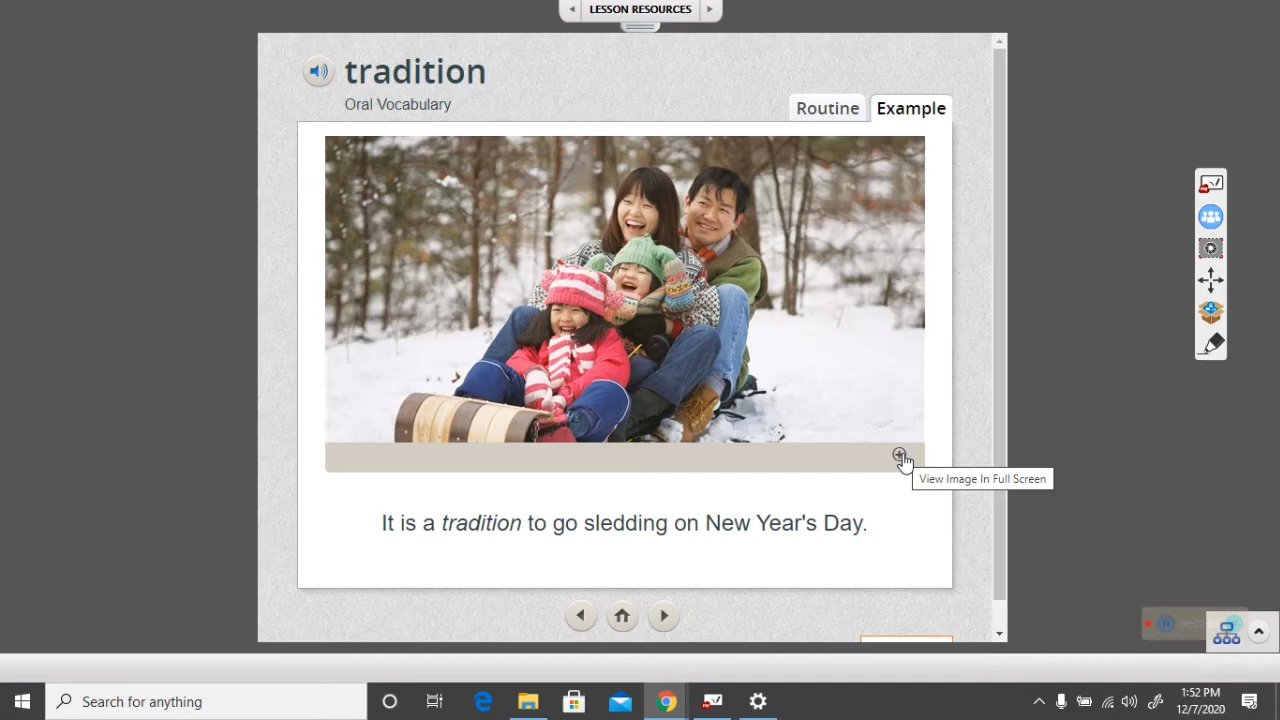 LESSON RESOURCES
tradition
Oral Vocabulary
Routine
Example
View Image In Full Screen
It is a tradition to go sledding on New Year's Day.
Search for anything
1:52 PM
12/7/2020